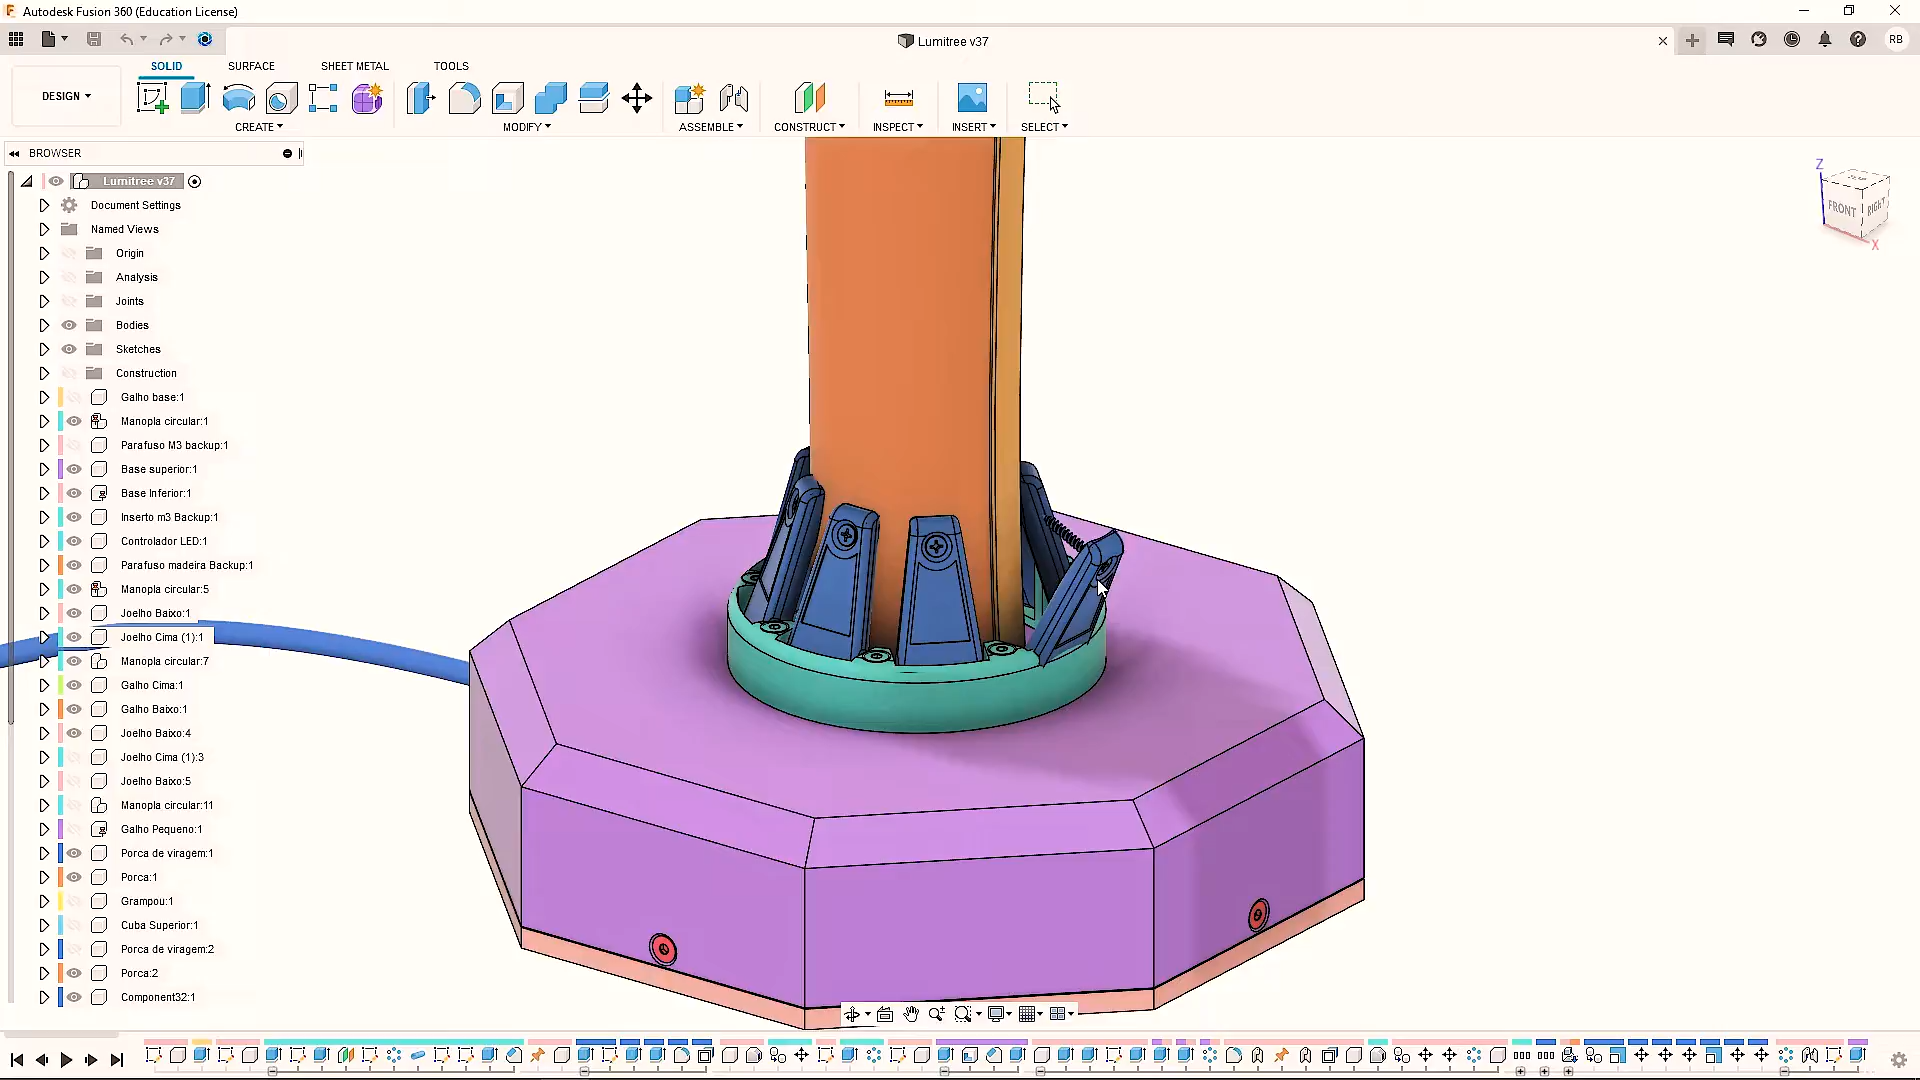 Autodesk Fusion 360 (Education License)
Lumitree v37
RB
SOLID SURFACE SHEET METAL TOOLS
DESIGN
CREATE MODIFY ASSEMBLE CONSTRUCT INSPECT INSERT SELECT
BROWSER
Lumitree v37
Document Settings
Named Views
Origin
Analysis
Joints
Bodies
Sketches
Construction
Galho base:1
Manopla circular:1
Parafuso M3 backup:1
Base superior:1
Base Inferior:1
Inserto m3 Backup:1
Controlador LED:1
Parafuso madeira Backup:1
Manopla circular:5
Joelho Baixo:1
Joelho Cima (1):1
Manopla circular:7
Galho Cima:1
Galho Baixo:1
Joelho Baixo:4
Joelho Cima (1):3
Joelho Baixo:5
Manopla circular:11
Galho Pequeno:1
Porca de viragem:1
Porca:1
Grampou:1
Cuba Superior:1
Porca de viragem:2
Porca:2
Component32:1
Z
FRONT RIGHT
X